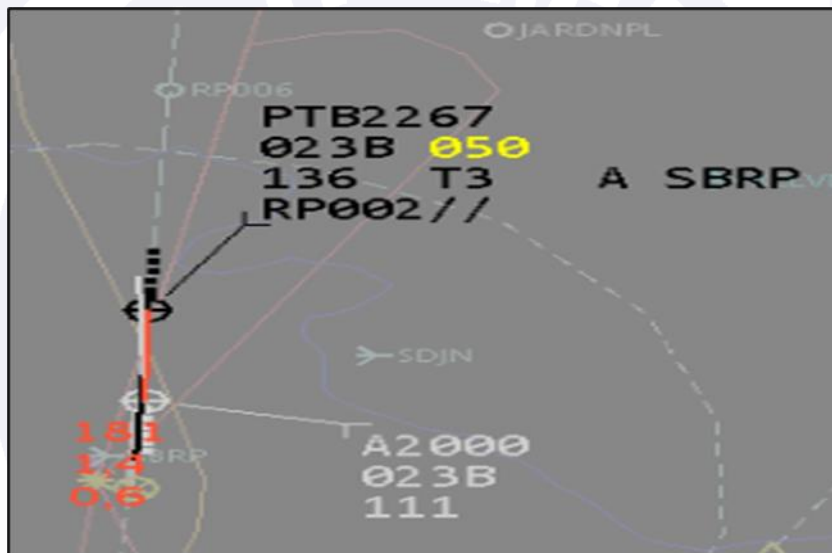 JARDNPL
RP006
PTB2267
023B 050
136 T3 A SBRP
RP002//
SDJN
A2000
023B
111
181
1.4
0.6